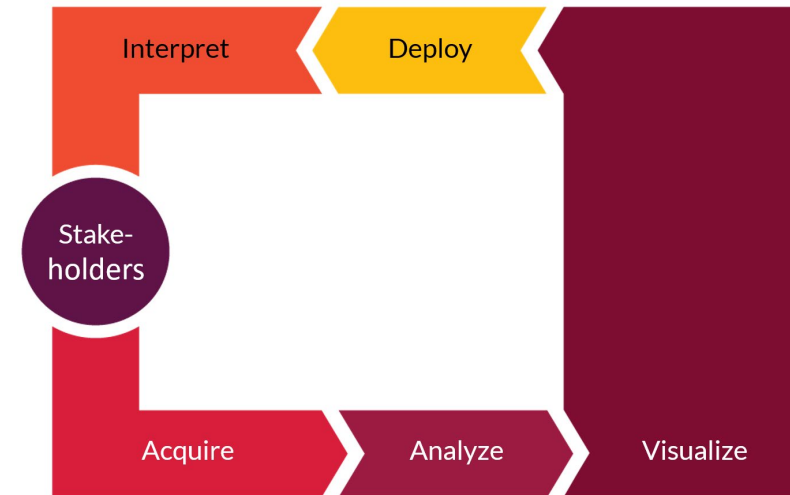 Interpret
Deploy
Stake-
holders
Acquire
Analyze
Visualize